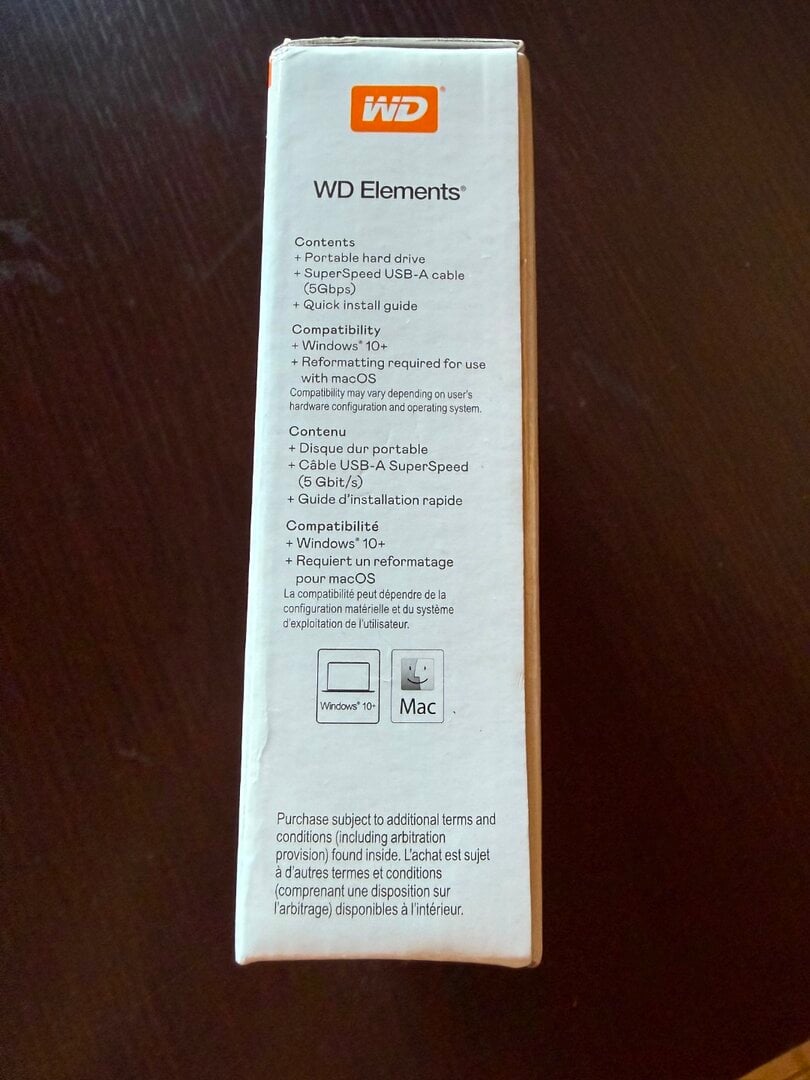 WD®
WD Elements®
Contents
+ Portable hard drive
+ SuperSpeed USB-A cable
(5Gbps)
+ Quick install guide
Compatibility
+ Windows® 10+
+ Reformatting required for use
with macOS
Compatibility may vary depending on user's
hardware configuration and operating system.
Contenu
+ Disque dur portable
+ Câble USB-A SuperSpeed
(5 Gbit/s)
+ Guide d'installation rapide
Compatibilité
+ Windows® 10+
+ Requiert un reformatage
pour macOS
La compatibilité peut dépendre de la
configuration matérielle et du système
d'exploitation de l'utilisateur.
Windows® 10+
Mac
Purchase subject to additional terms and
conditions (including arbitration
provision) found inside. L'achat est sujet
à d'autres termes et conditions
(comprenant une disposition sur
l'arbitrage) disponibles à l'intérieur.